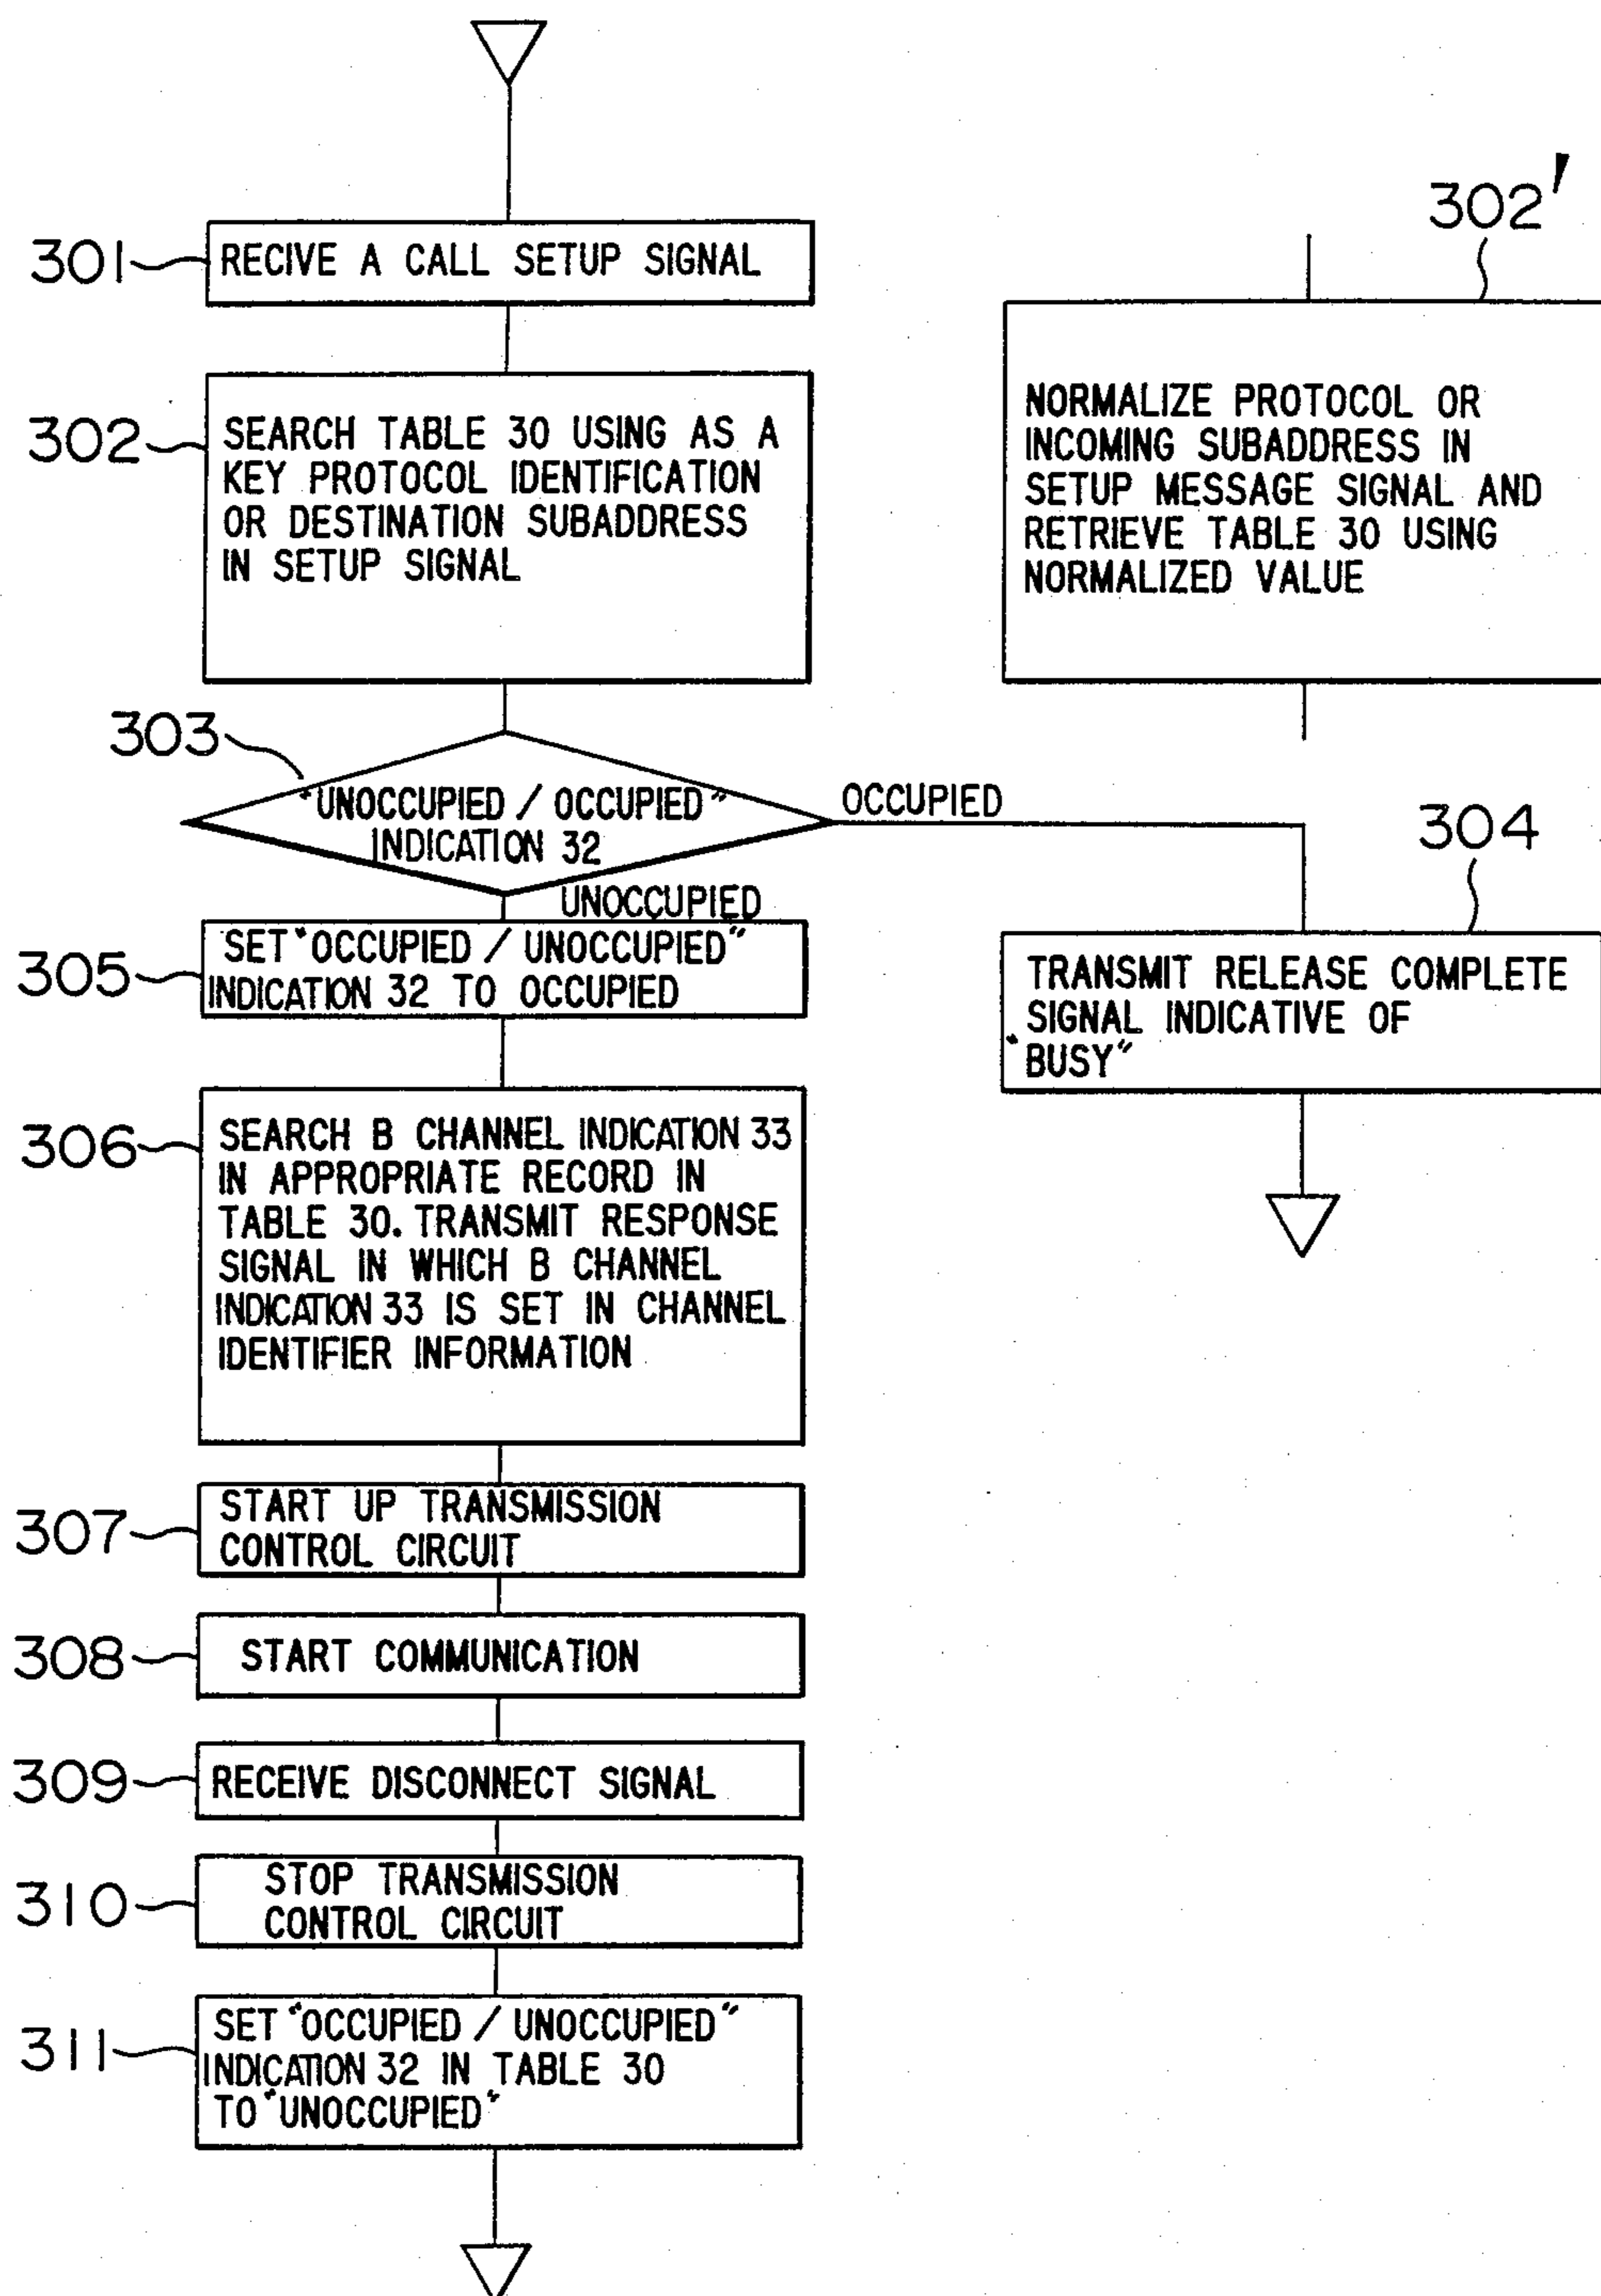 301
RECIVE A CALL SETUP SIGNAL
302
SEARCH TABLE 30 USING AS A
KEY PROTOCOL IDENTIFICATION
OR DESTINATION SUBADDRESS
IN SETUP SIGNAL
302'
NORMALIZE PROTOCOL OR
INCOMING SUBADDRESS IN
SETUP MESSAGE SIGNAL AND
RETRIEVE TABLE 30 USING
NORMALIZED VALUE
303
"UNOCCUPIED / OCCUPIED"
INDICATION 32
OCCUPIED
UNOCCUPIED
304
TRANSMIT RELEASE COMPLETE
SIGNAL INDICATIVE OF
"BUSY"
305
SET "OCCUPIED / UNOCCUPIED"
INDICATION 32 TO OCCUPIED
306
SEARCH B CHANNEL INDICATION 33
IN APPROPRIATE RECORD IN
TABLE 30. TRANSMIT RESPONSE
SIGNAL IN WHICH B CHANNEL
INDICATION 33 IS SET IN CHANNEL
IDENTIFIER INFORMATION
307
START UP TRANSMISSION
CONTROL CIRCUIT
308
START COMMUNICATION
309
RECEIVE DISCONNECT SIGNAL
310
STOP TRANSMISSION
CONTROL CIRCUIT
311
SET "OCCUPIED / UNOCCUPIED"
INDICATION 32 IN TABLE 30
TO "UNOCCUPIED"